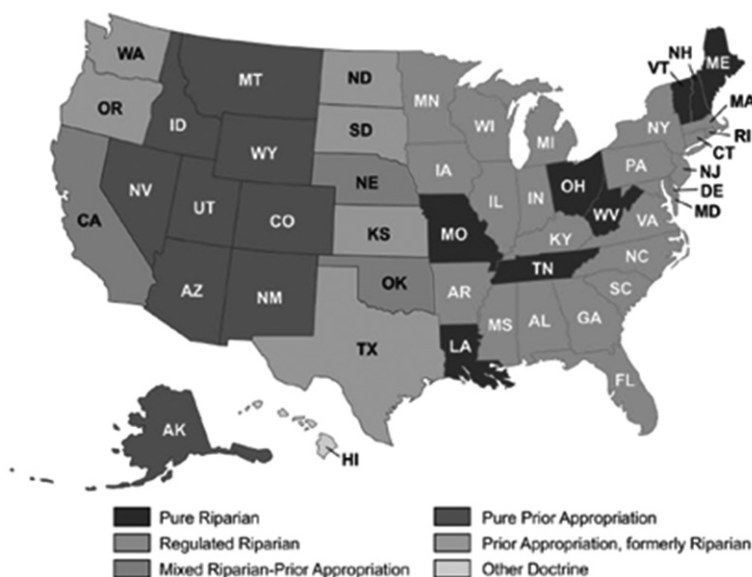 WA
MT
ND
OR
ID
SD
WY
MN
WI
MI
NH
VT
ME
MA
NY
RI
CT
NV
UT
CO
NE
IA
IL
IN
OH
PA
NJ
DE
MD
CA
KS
MO
KY
WV
VA
AZ
NM
OK
AR
TN
NC
SC
TX
LA
MS
AL
GA
FL
AK
HI
Pure Riparian
Pure Prior Appropriation
Regulated Riparian
Prior Appropriation, formerly Riparian
Mixed Riparian-Prior Appropriation
Other Doctrine